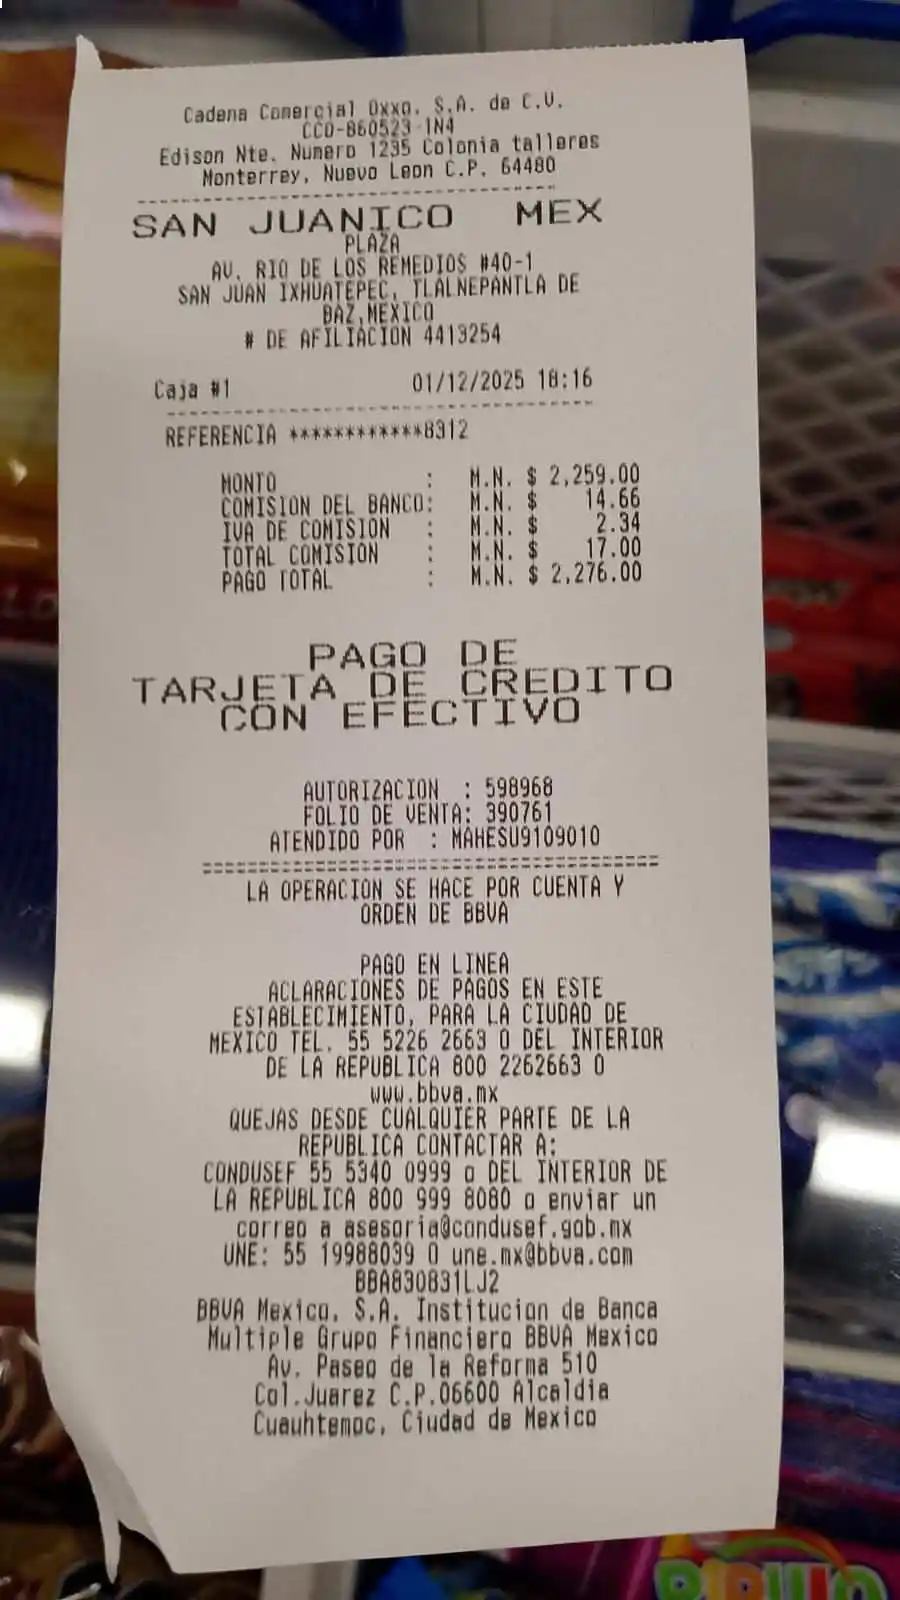 Cadena Comercial Oxxo, S.A. de C.V.
CCO-860523-1N4
Edison Nte. Numero 1235 Colonia talleres
Monterrey, Nuevo Leon C.P. 64480
SAN JUANICO MEX
PLAZA
AV. RIO DE LOS REMEDIOS #40-1
SAN JUAN IXHUATEPEC, TLALNEPANTLA DE
BAZ,MEXICO
# DE AFILIACION 4413254
Caja #1 01/12/2025 18:16
REFERENCIA ************8312
MONTO : M.N. $ 2,259.00
COMISION DEL BANCO: M.N. $ 14.66
IVA DE COMISION : M.N. $ 2.34
TOTAL COMISION : M.N. $ 17.00
PAGO TOTAL : M.N. $ 2,276.00
PAGO DE
TARJETA DE CREDITO
CON EFECTIVO
AUTORIZACION : 598968
FOLIO DE VENTA: 390761
ATENDIDO POR : MAHESU9109010
=====================================
LA OPERACION SE HACE POR CUENTA Y
ORDEN DE BBVA
PAGO EN LINEA
ACLARACIONES DE PAGOS EN ESTE
ESTABLECIMIENTO, PARA LA CIUDAD DE
MEXICO TEL. 55 5226 2663 O DEL INTERIOR
DE LA REPUBLICA 800 2262663 O
www.bbva.mx
QUEJAS DESDE CUALQUIER PARTE DE LA
REPUBLICA CONTACTAR A:
CONDUSEF 55 5340 0999 o DEL INTERIOR DE
LA REPUBLICA 800 999 8080 o enviar un
correo a asesoria@condusef.gob.mx
UNE: 55 19988039 O une.mx@bbva.com
BBA830831LJ2
BBVA Mexico, S.A. Institucion de Banca
Multiple Grupo Financiero BBVA Mexico
Av. Paseo de la Reforma 510
Col.Juarez C.P.06600 Alcaldia
Cuauhtemoc, Ciudad de Mexico